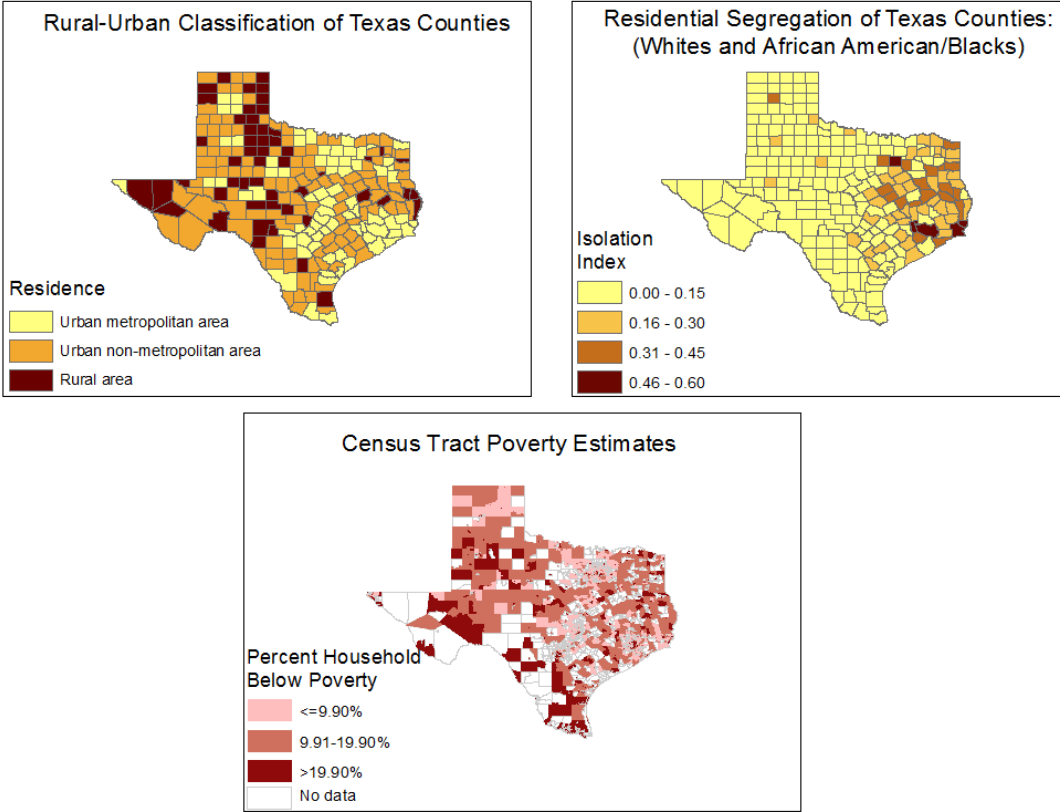 Rural-Urban Classification of Texas Counties
Residence
Urban metropolitan area
Urban non-metropolitan area
Rural area
Residential Segregation of Texas Counties:
(Whites and African American/Blacks)
Isolation
Index
0.00 - 0.15
0.16 - 0.30
0.31 - 0.45
0.46 - 0.60
Census Tract Poverty Estimates
Percent Household
Below Poverty
<=9.90%
9.91-19.90%
>19.90%
No data